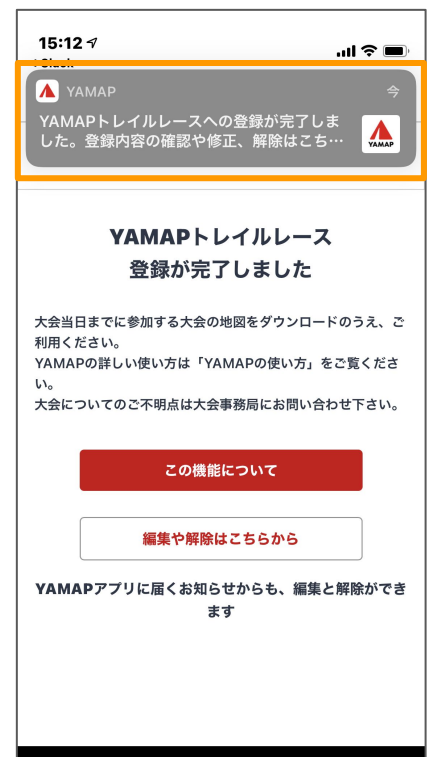 15:12
YAMAP
今
YAMAPトレイルレースへの登録が完了しま
した。登録内容の確認や修正、解除はこち…
YAMAP
YAMAPトレイルレース
登録が完了しました
大会当日までに参加する大会の地図をダウンロードのうえ、ご
利用ください。
YAMAPの詳しい使い方は「YAMAPの使い方」をご覧くださ
い。
大会についてのご不明点は大会事務局にお問い合わせ下さい。
この機能について
編集や解除はこちらから
YAMAPアプリに届くお知らせからも、編集と解除ができ
ます